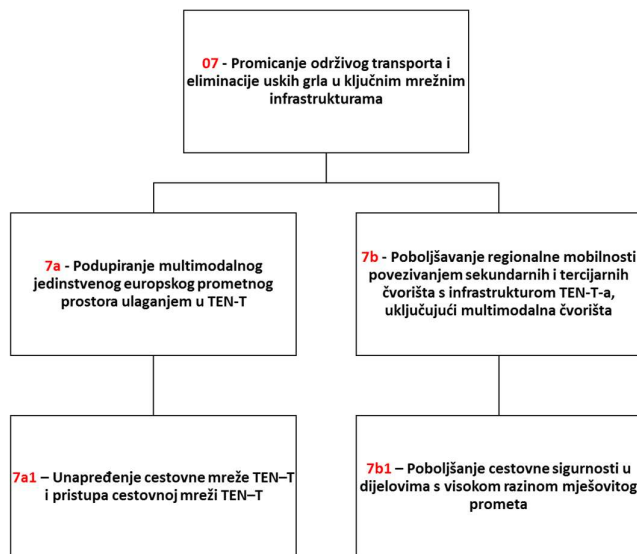 07 - Promicanje održivog transporta i
eliminacije uskih grla u ključnim mrežnim
infrastrukturama
7a - Podupiranje multimodalnog
jedinstvenog europskog prometnog
prostora ulaganjem u TEN-T
7b - Poboljšavanje regionalne mobilnosti
povezivanjem sekundarnih i tercijarnih
čvorišta s infrastrukturom TEN-T-a,
uključujući multimodalna čvorišta
7a1 – Unapređenje cestovne mreže TEN–T
i pristupa cestovnoj mreži TEN–T
7b1 – Poboljšanje cestovne sigurnosti u
dijelovima s visokom razinom mješovitog
prometa